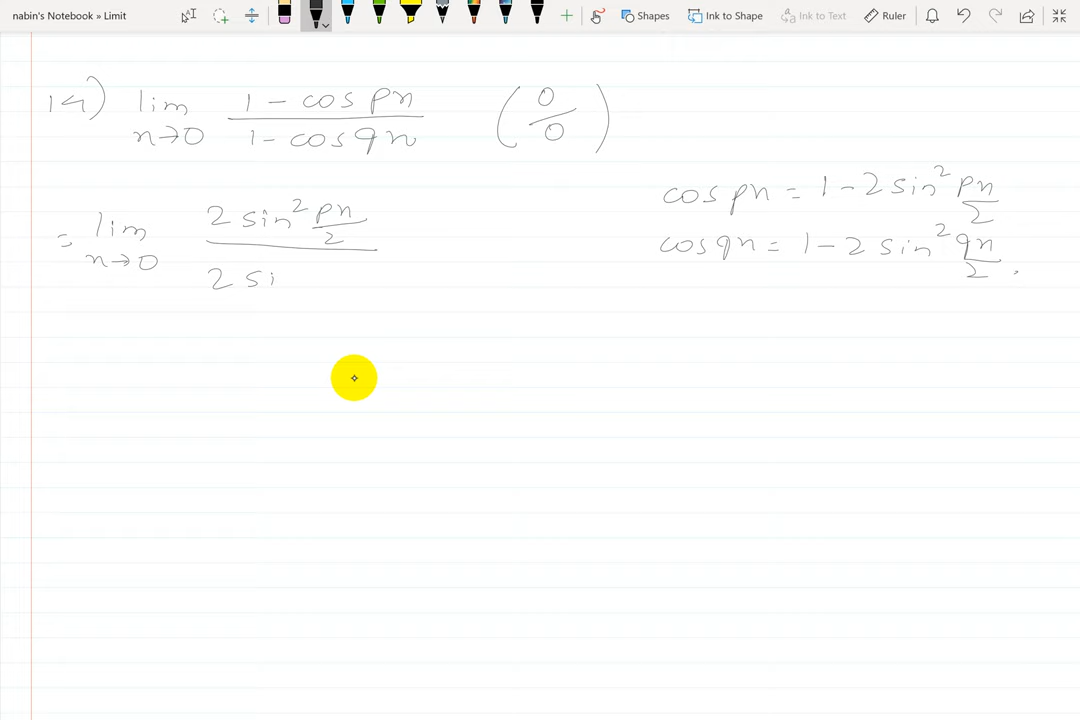 nabin's Notebook » Limit
Shapes
Ink to Shape
Ink to Text
Ruler
14) lim n→0 (1 - cos pn)/(1 - cos qn) (0/0)
cos pn = 1 - 2 sin² pn/2
= lim n→0 (2 sin² pn/2)/(2 si
cos qn = 1 - 2 sin² qn/2 .